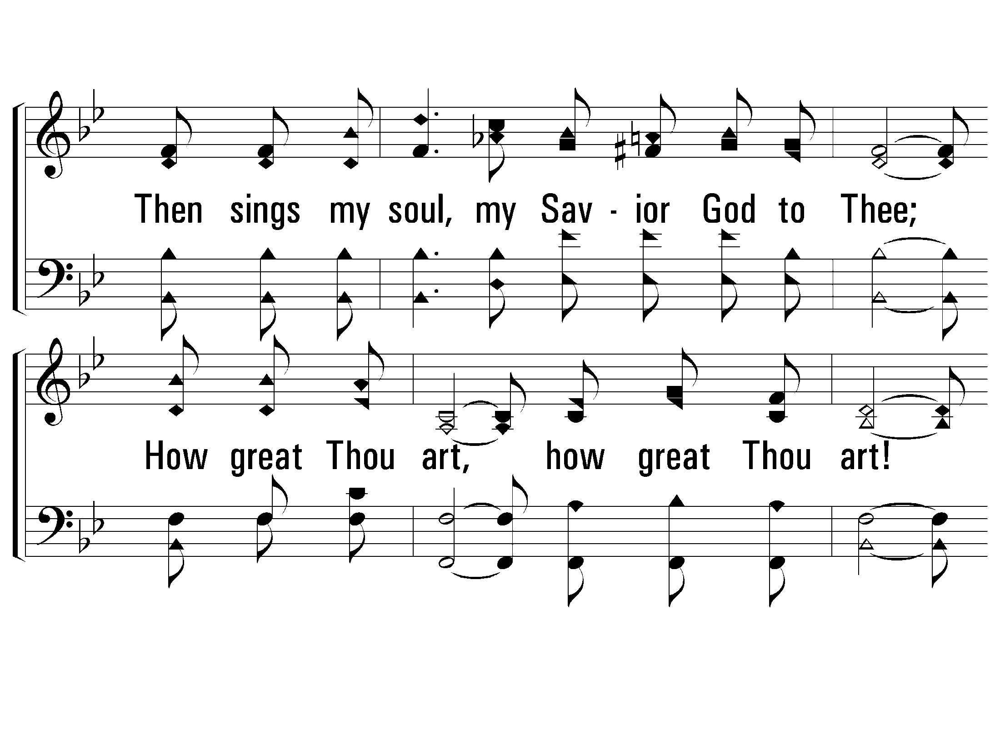 Then sings my soul, my Sav - ior God to Thee;
How great Thou art, how great Thou art!